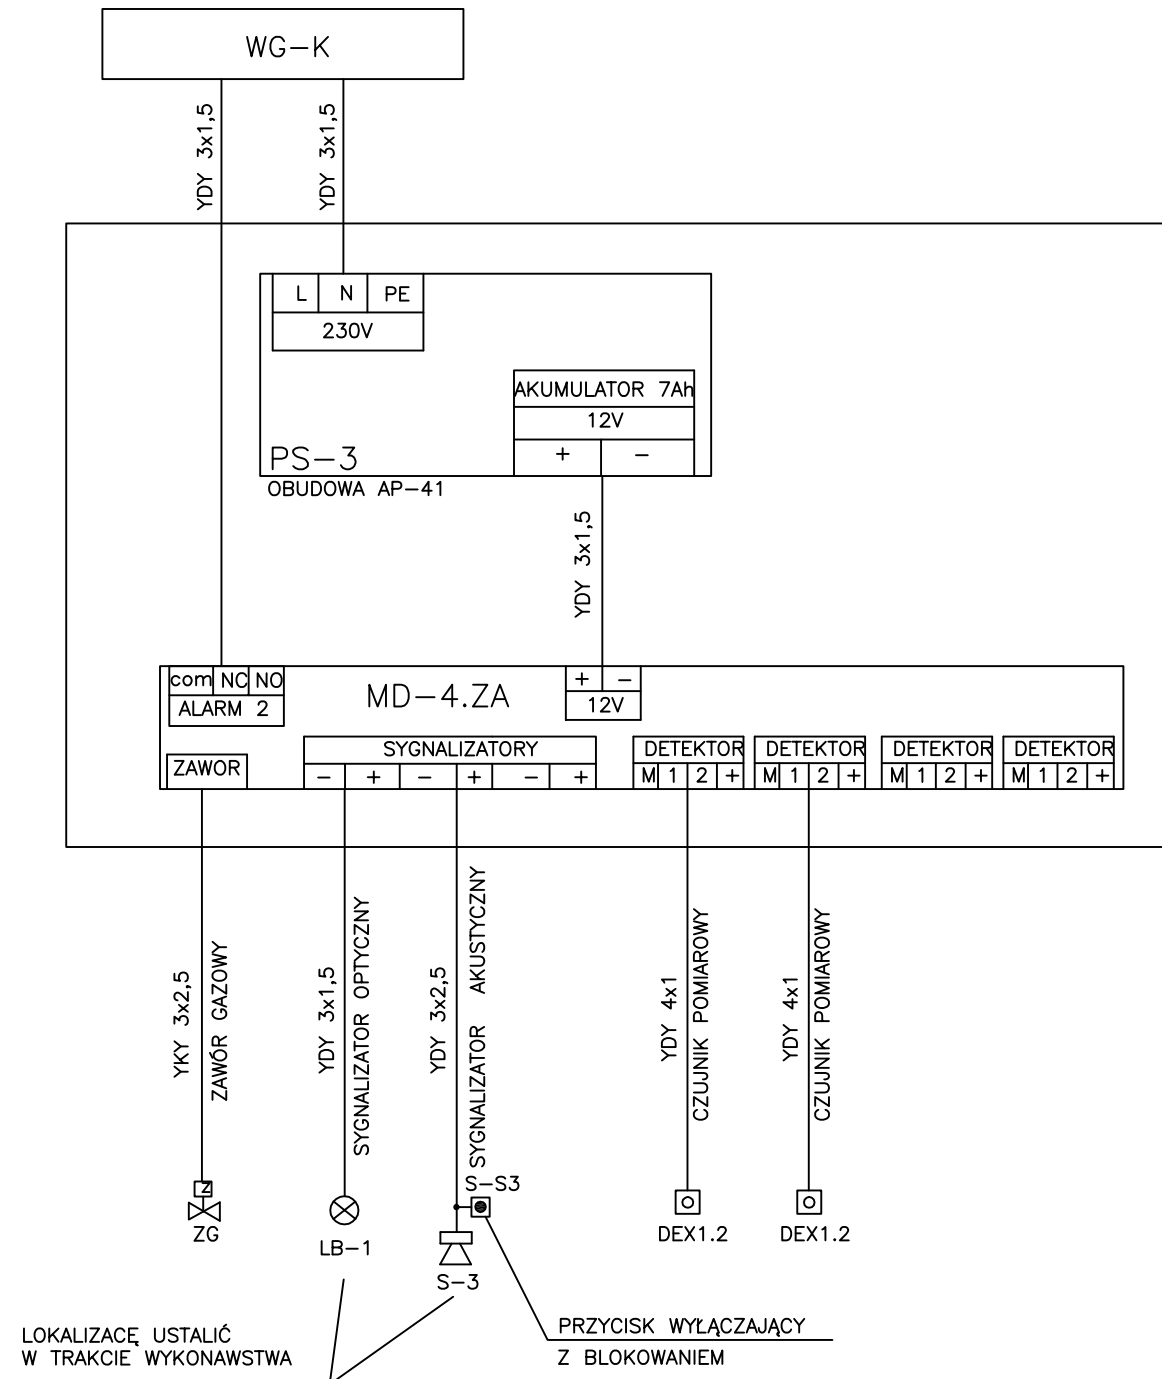 WG-K
YDY 3x1,5
YDY 3x1,5
L N PE
230V
AKUMULATOR 7Ah
12V
+ -
PS-3
OBUDOWA AP-41
YDY 3x1,5
com NC NO
ALARM 2
MD-4.ZA
+ -
12V
ZAWOR
SYGNALIZATORY
- + - + - +
DETEKTOR
M 1 2 +
DETEKTOR
M 1 2 +
DETEKTOR
M 1 2 +
DETEKTOR
M 1 2 +
YKY 3x2,5
ZAWÓR GAZOWY
YDY 3x1,5
SYGNALIZATOR OPTYCZNY
YDY 3x2,5
SYGNALIZATOR AKUSTYCZNY
YDY 4x1
CZUJNIK POMIAROWY
YDY 4x1
CZUJNIK POMIAROWY
Z
ZG
LB-1
S-S3
S-3
DEX1.2
DEX1.2
LOKALIZACĘ USTALIĆ
W TRAKCIE WYKONAWSTWA
PRZYCISK WYŁĄCZAJĄCY
Z BLOKOWANIEM